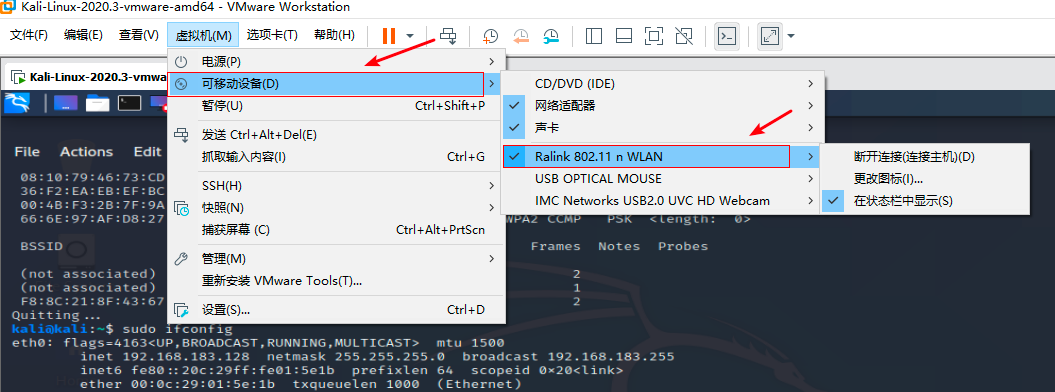 Kali-Linux-2020.3-vmware-amd64 - VMware Workstation
文件(F) 编辑(E) 查看(V) 虚拟机(M) 选项卡(T) 帮助(H)
Kali-Linux-2020.3-vmwa
电源(P)
可移动设备(D)
暂停(U) Ctrl+Shift+P
发送 Ctrl+Alt+Del(E)
抓取输入内容(I) Ctrl+G
SSH(H)
快照(N)
捕获屏幕 (C) Ctrl+Alt+PrtScn
管理(M)
重新安装 VMware Tools(T)...
设置(S)... Ctrl+D
CD/DVD (IDE)
网络适配器
声卡
Ralink 802.11 n WLAN
USB OPTICAL MOUSE
IMC Networks USB2.0 UVC HD Webcam
断开连接(连接主机)(D)
更改图标(I)...
在状态栏中显示(S)
File Actions Edit
08:10:79:46:73:CD
36:F2:EA:EB:EF:BC
00:4B:F3:2B:7F:9A
66:6E:97:AF:D8:27 WPA2 CCMP PSK <length: 0>
BSSID Frames Notes Probes
(not associated) 2
(not associated) 1
F8:8C:21:8F:43:67 2
Quitting ...
kali@kali:~$ sudo ifconfig
eth0: flags=4163<UP,BROADCAST,RUNNING,MULTICAST> mtu 1500
inet 192.168.183.128 netmask 255.255.255.0 broadcast 192.168.183.255
inet6 fe80::20c:29ff:fe01:5e1b prefixlen 64 scopeid 0×20<link>
ether 00:0c:29:01:5e:1b txqueuelen 1000 (Ethernet)